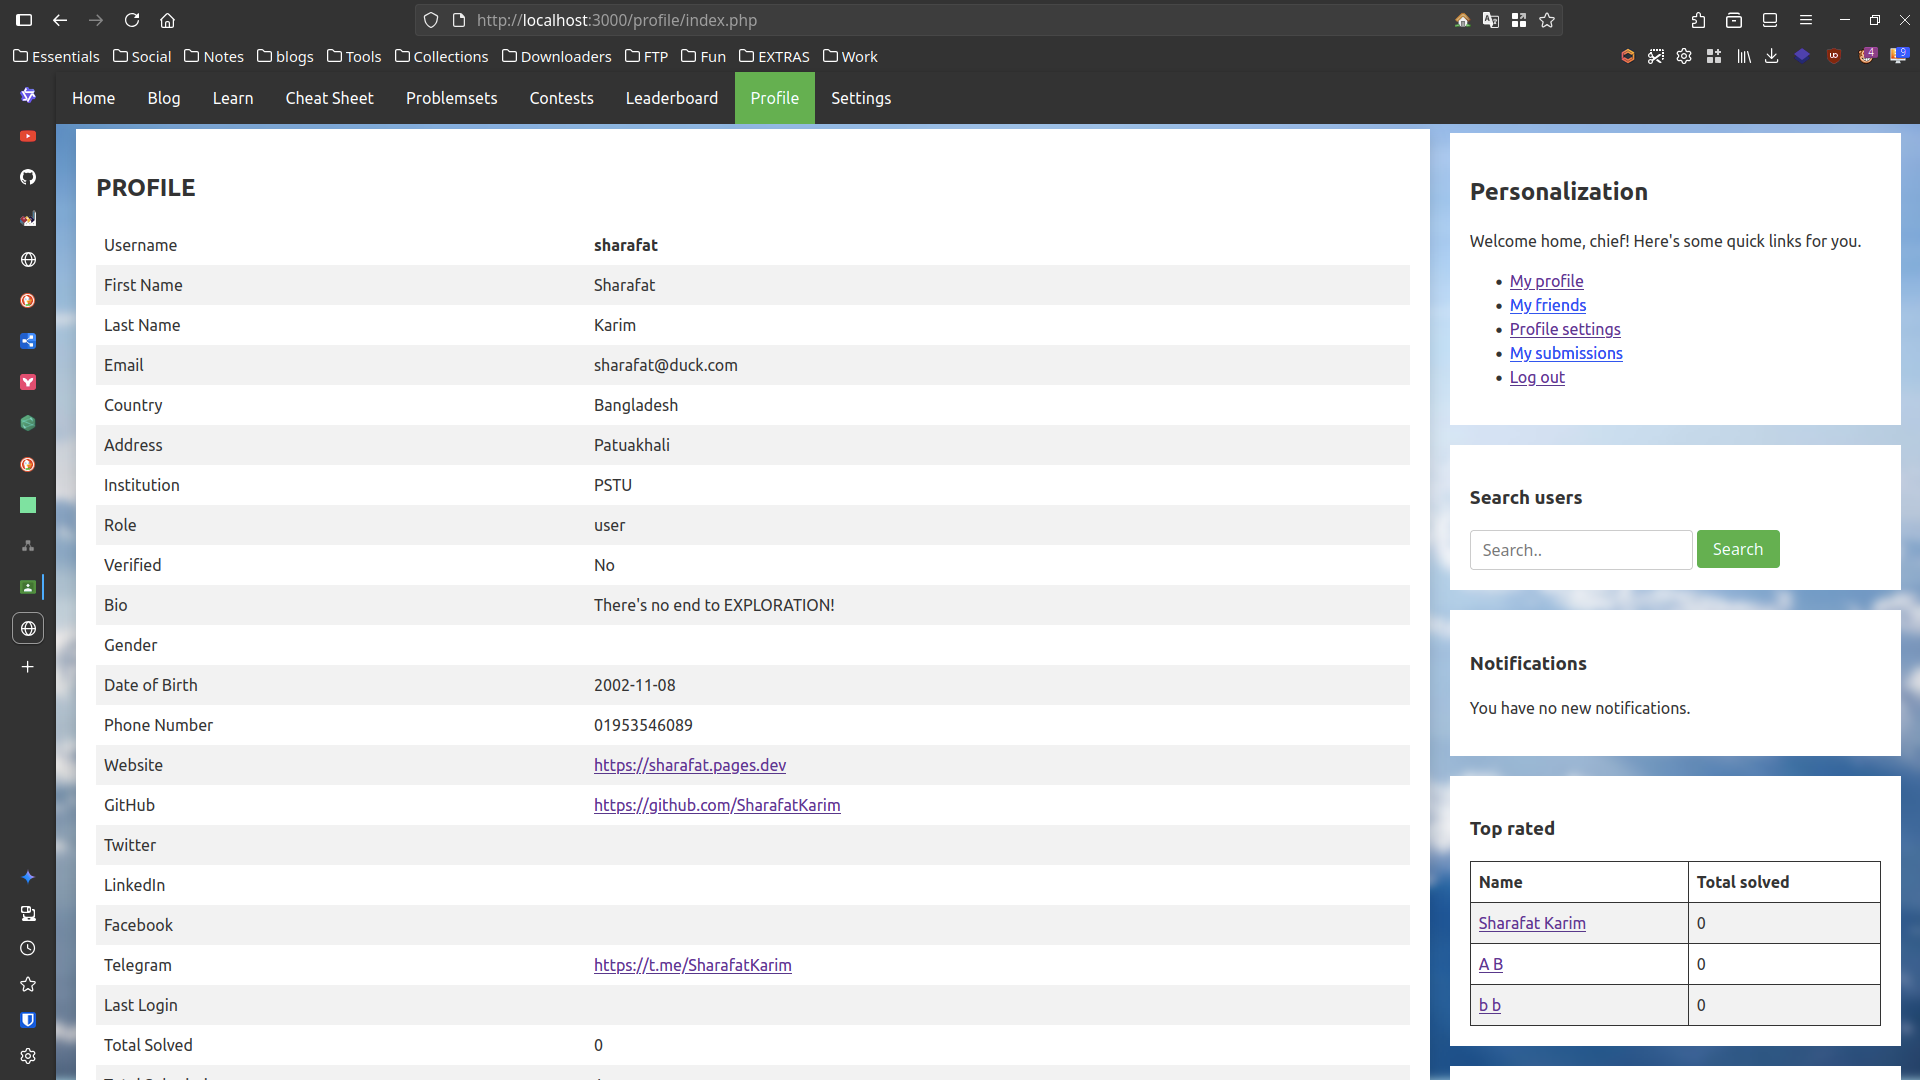 http://localhost:3000/profile/index.php
Essentials Social Notes blogs Tools Collections Downloaders FTP Fun EXTRAS Work
4 9
Home Blog Learn Cheat Sheet Problemsets Contests Leaderboard Profile Settings
PROFILE
Username sharafat
First Name Sharafat
Last Name Karim
Email sharafat@duck.com
Country Bangladesh
Address Patuakhali
Institution PSTU
Role user
Verified No
Bio There's no end to EXPLORATION!
Gender
Date of Birth 2002-11-08
Phone Number 01953546089
Website https://sharafat.pages.dev
GitHub https://github.com/SharafatKarim
Twitter
LinkedIn
Facebook
Telegram https://t.me/SharafatKarim
Last Login
Total Solved 0
Personalization
Welcome home, chief! Here's some quick links for you.
My profile
My friends
Profile settings
My submissions
Log out
Search users
Search.. Search
Notifications
You have no new notifications.
Top rated
Name Total solved
Sharafat Karim 0
A B 0
b b 0